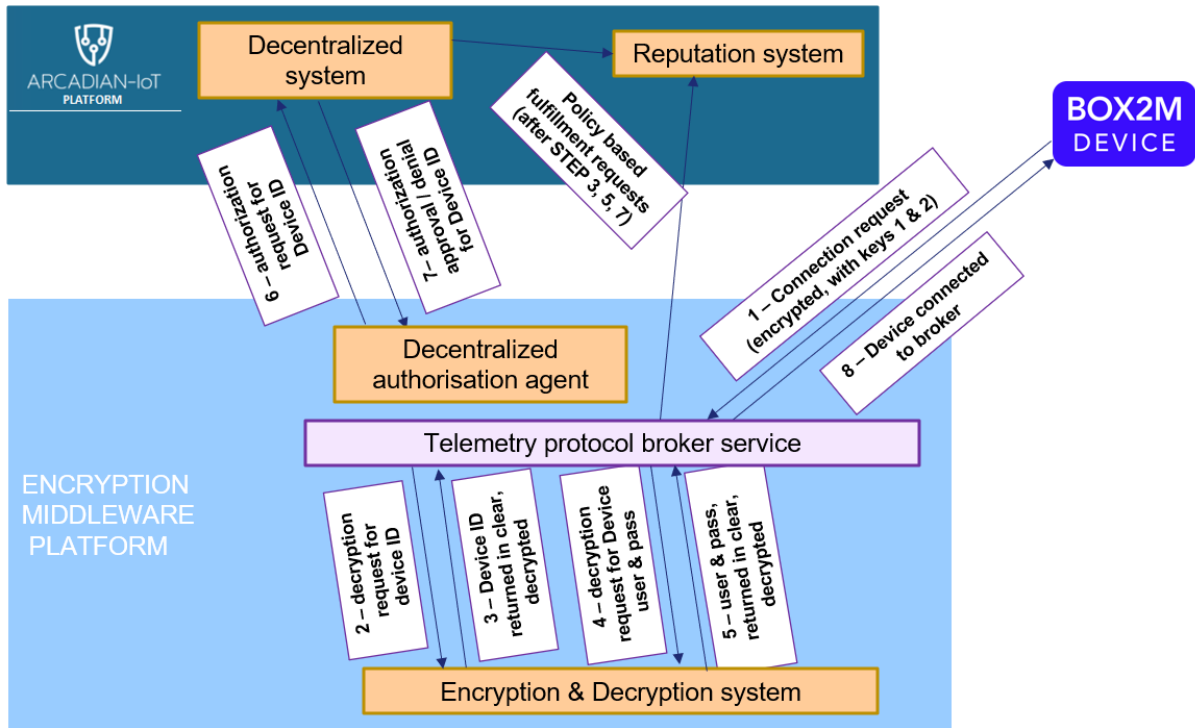 ARCADIAN-IoT
PLATFORM
Decentralized
system
Reputation system
BOX2M
DEVICE
6 – authorization
request for
Device ID
7– authorization
approval / denial
for Device ID
Policy based
fulfillment requests
(after STEP 3, 5, 7)
1 – Connection request
(encrypted, with keys 1 & 2)
8 – Device connected
to broker
Decentralized
authorisation agent
Telemetry protocol broker service
ENCRYPTION
MIDDLEWARE
PLATFORM
2 – decryption
request for
device ID
3 – Device ID
returned in clear,
decrypted
4 – decryption
request for Device
user & pass
5 – user & pass,
returned in clear,
decrypted
Encryption & Decryption system